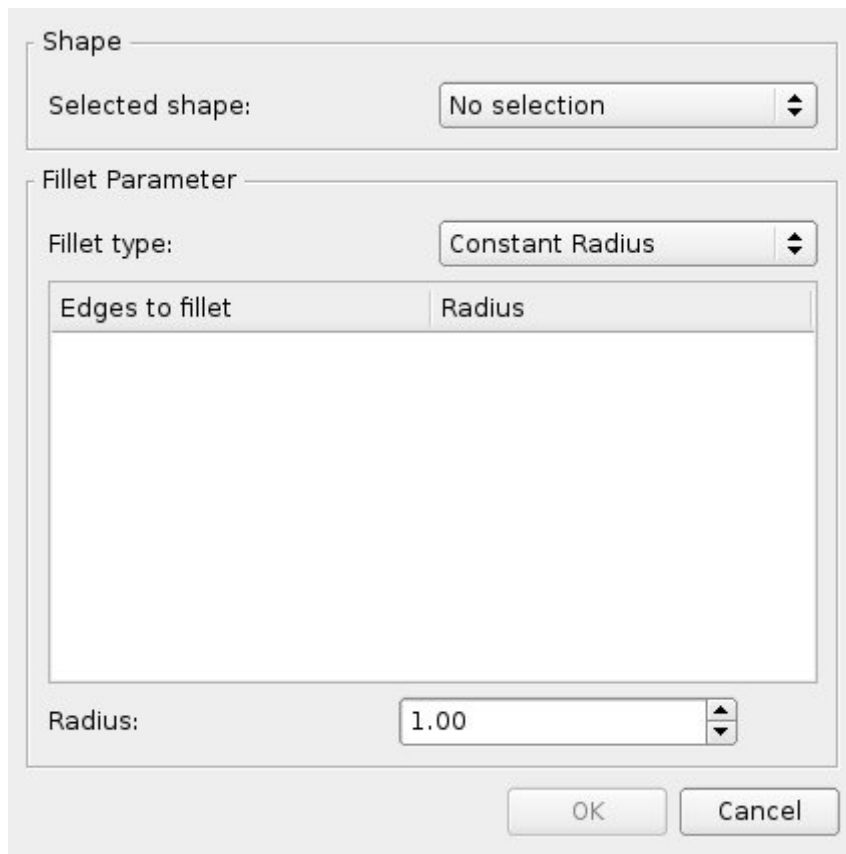 Shape
Selected shape: No selection
Fillet Parameter
Fillet type: Constant Radius
Edges to fillet Radius
Radius: 1.00
OK Cancel